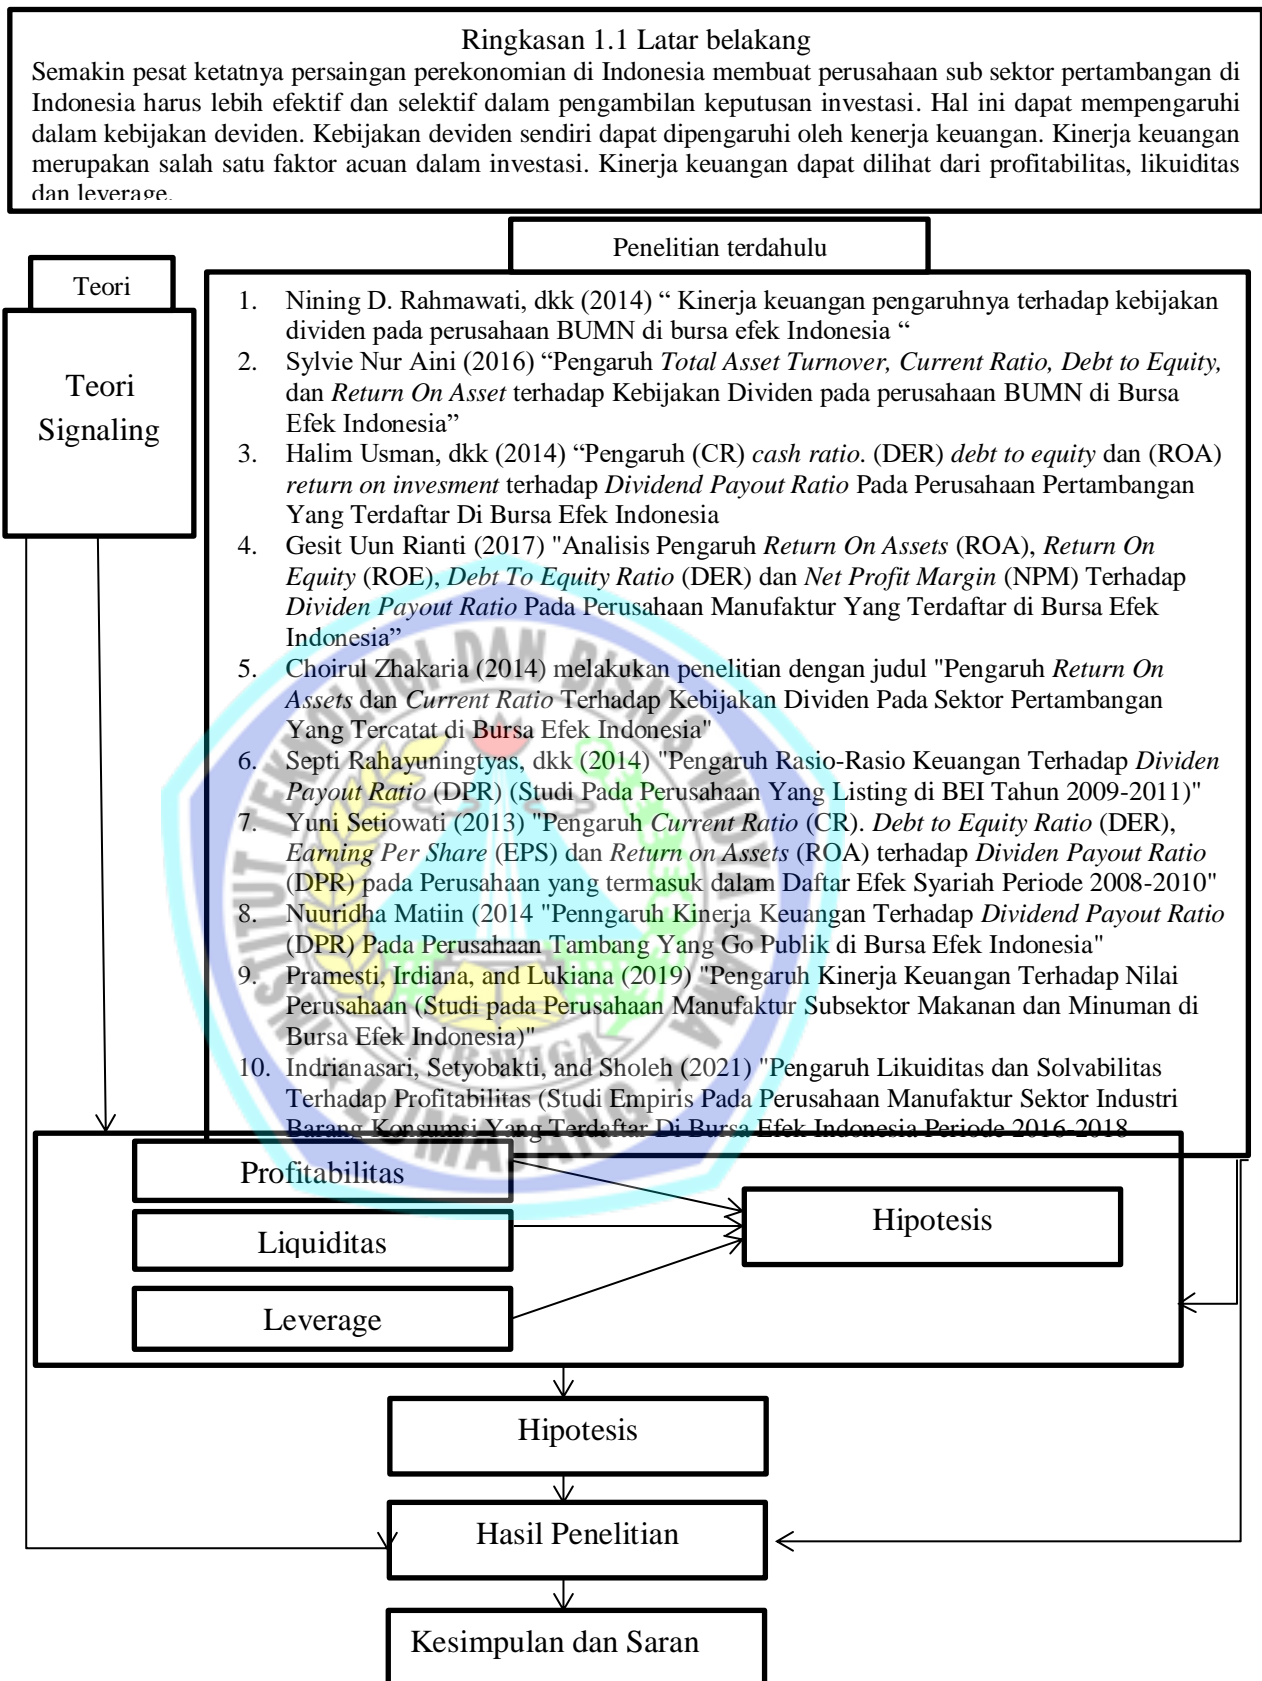 Ringkasan 1.1 Latar belakang
Semakin pesat ketatnya persaingan perekonomian di Indonesia membuat perusahaan sub sektor pertambangan di
Indonesia harus lebih efektif dan selektif dalam pengambilan keputusan investasi. Hal ini dapat mempengaruhi
dalam kebijakan deviden. Kebijakan deviden sendiri dapat dipengaruhi oleh kenerja keuangan. Kinerja keuangan
merupakan salah satu faktor acuan dalam investasi. Kinerja keuangan dapat dilihat dari profitabilitas, likuiditas
dan leverage.
Penelitian terdahulu
Teori
Teori
Signaling
1. Nining D. Rahmawati, dkk (2014) “ Kinerja keuangan pengaruhnya terhadap kebijakan
dividen pada perusahaan BUMN di bursa efek Indonesia “
2. Sylvie Nur Aini (2016) “Pengaruh Total Asset Turnover, Current Ratio, Debt to Equity,
dan Return On Asset terhadap Kebijakan Dividen pada perusahaan BUMN di Bursa
Efek Indonesia”
3. Halim Usman, dkk (2014) “Pengaruh (CR) cash ratio. (DER) debt to equity dan (ROA)
return on invesment terhadap Dividend Payout Ratio Pada Perusahaan Pertambangan
Yang Terdaftar Di Bursa Efek Indonesia
4. Gesit Uun Rianti (2017) "Analisis Pengaruh Return On Assets (ROA), Return On
Equity (ROE), Debt To Equity Ratio (DER) dan Net Profit Margin (NPM) Terhadap
Dividen Payout Ratio Pada Perusahaan Manufaktur Yang Terdaftar di Bursa Efek
Indonesia”
5. Choirul Zhakaria (2014) melakukan penelitian dengan judul "Pengaruh Return On
Assets dan Current Ratio Terhadap Kebijakan Dividen Pada Sektor Pertambangan
Yang Tercatat di Bursa Efek Indonesia"
6. Septi Rahayuningtyas, dkk (2014) "Pengaruh Rasio-Rasio Keuangan Terhadap Dividen
Payout Ratio (DPR) (Studi Pada Perusahaan Yang Listing di BEI Tahun 2009-2011)"
7. Yuni Setiowati (2013) "Pengaruh Current Ratio (CR). Debt to Equity Ratio (DER),
Earning Per Share (EPS) dan Return on Assets (ROA) terhadap Dividen Payout Ratio
(DPR) pada Perusahaan yang termasuk dalam Daftar Efek Syariah Periode 2008-2010"
8. Nuuridha Matiin (2014 "Penngaruh Kinerja Keuangan Terhadap Dividend Payout Ratio
(DPR) Pada Perusahaan Tambang Yang Go Publik di Bursa Efek Indonesia"
9. Pramesti, Irdiana, and Lukiana (2019) "Pengaruh Kinerja Keuangan Terhadap Nilai
Perusahaan (Studi pada Perusahaan Manufaktur Subsektor Makanan dan Minuman di
Bursa Efek Indonesia)"
10. Indrianasari, Setyobakti, and Sholeh (2021) "Pengaruh Likuiditas dan Solvabilitas
Terhadap Profitabilitas (Studi Empiris Pada Perusahaan Manufaktur Sektor Industri
Barang Konsumsi Yang Terdaftar Di Bursa Efek Indonesia Periode 2016-2018
INSTITUT TEKNOLOGI DAN BISNIS WIDYA GAMA
ITB WIGA
LUMAJANG
Profitabilitas
Liquiditas
Leverage
Hipotesis
Hipotesis
Hasil Penelitian
Kesimpulan dan Saran